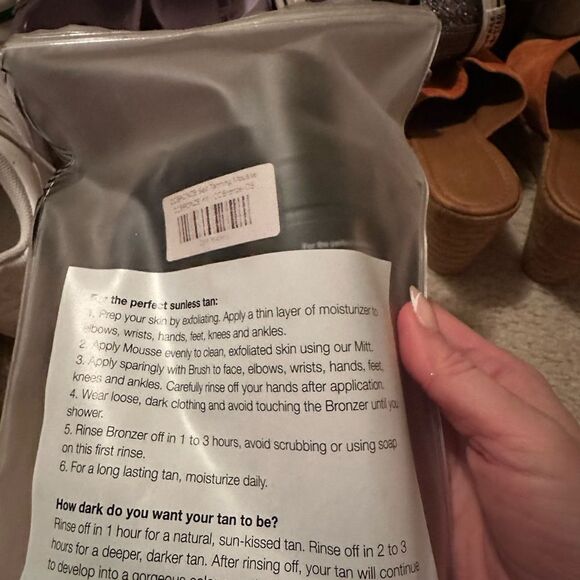 Self Tanning Mousse
For the
For the perfect sunless tan:
1. Prep your skin by exfoliating. Apply a thin layer of moisturizer to
elbows, wrists, hands, feet, knees and ankles.
2. Apply Mousse evenly to clean, exfoliated skin using our Mitt.
3. Apply sparingly with Brush to face, elbows, wrists, hands, feet,
knees and ankles. Carefully rinse off your hands after application.
4. Wear loose, dark clothing and avoid touching the Bronzer until you
shower.
5. Rinse Bronzer off in 1 to 3 hours, avoid scrubbing or using soap
on this first rinse.
6. For a long lasting tan, moisturize daily.
How dark do you want your tan to be?
Rinse off in 1 hour for a natural, sun-kissed tan. Rinse off in 2 to 3
hours for a deeper, darker tan. After rinsing off, your tan will continue
to develop into a gorgeous